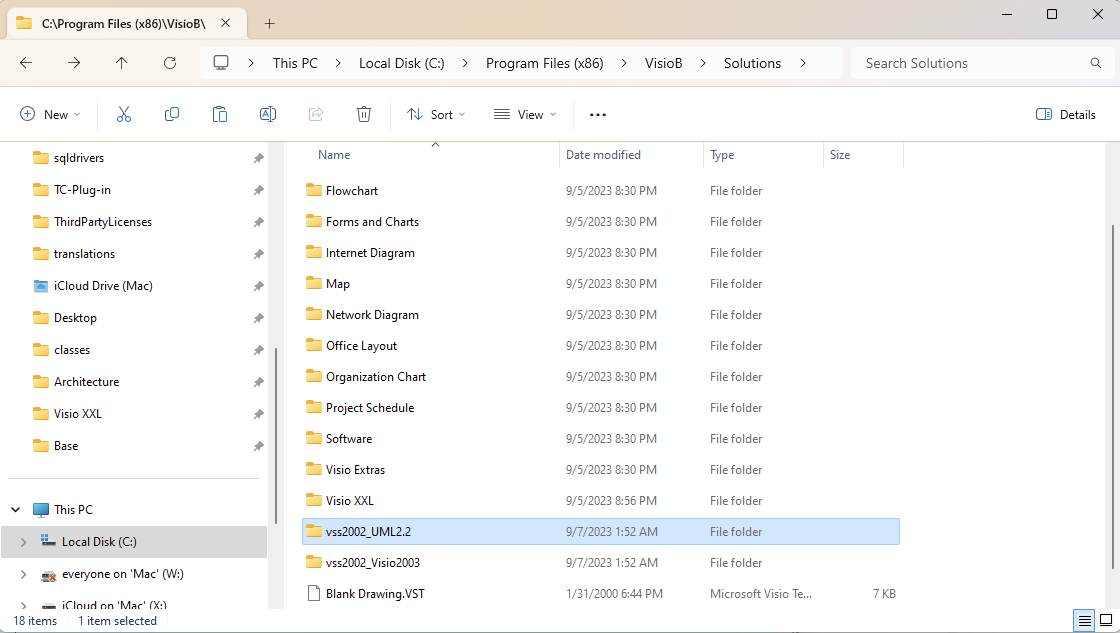 C:\Program Files (x86)\VisioB\
This PC > Local Disk (C:) > Program Files (x86) > VisioB > Solutions >
Search Solutions
New
Sort
View
Details
sqldrivers
TC-Plug-in
ThirdPartyLicenses
translations
iCloud Drive (Mac)
Desktop
classes
Architecture
Visio XXL
Base
This PC
Local Disk (C:)
everyone on 'Mac' (W:)
iCloud on 'Mac' (X:)
Name Date modified Type Size
Flowchart 9/5/2023 8:30 PM File folder
Forms and Charts 9/5/2023 8:30 PM File folder
Internet Diagram 9/5/2023 8:30 PM File folder
Map 9/5/2023 8:30 PM File folder
Network Diagram 9/5/2023 8:30 PM File folder
Office Layout 9/5/2023 8:30 PM File folder
Organization Chart 9/5/2023 8:30 PM File folder
Project Schedule 9/5/2023 8:30 PM File folder
Software 9/5/2023 8:30 PM File folder
Visio Extras 9/5/2023 8:30 PM File folder
Visio XXL 9/5/2023 8:56 PM File folder
vss2002_UML2.2 9/7/2023 1:52 AM File folder
vss2002_Visio2003 9/7/2023 1:52 AM File folder
Blank Drawing.VST 1/31/2000 6:44 PM Microsoft Visio Te... 7 KB
18 items 1 item selected